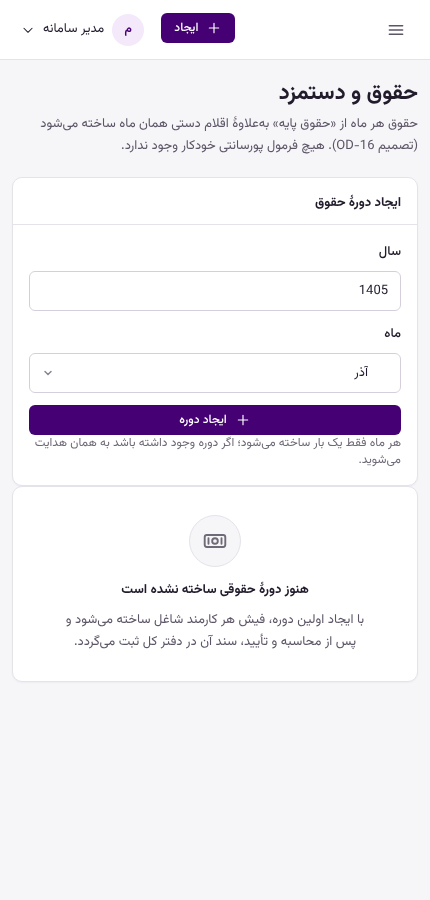 ایجاد
م
مدیر سامانه
حقوق و دستمزد
حقوق هر ماه از «حقوق پایه» به‌علاوهٔ اقلام دستی همان ماه ساخته می‌شود
(تصمیم OD-16). هیچ فرمول پورسانتی خودکار وجود ندارد.
ایجاد دورهٔ حقوق
سال
1405
ماه
آذر
ایجاد دوره
هر ماه فقط یک بار ساخته می‌شود؛ اگر دوره وجود داشته باشد به همان هدایت
می‌شوید.
هنوز دورهٔ حقوقی ساخته نشده است
با ایجاد اولین دوره، فیش هر کارمند شاغل ساخته می‌شود و
پس از محاسبه و تأیید، سند آن در دفتر کل ثبت می‌گردد.